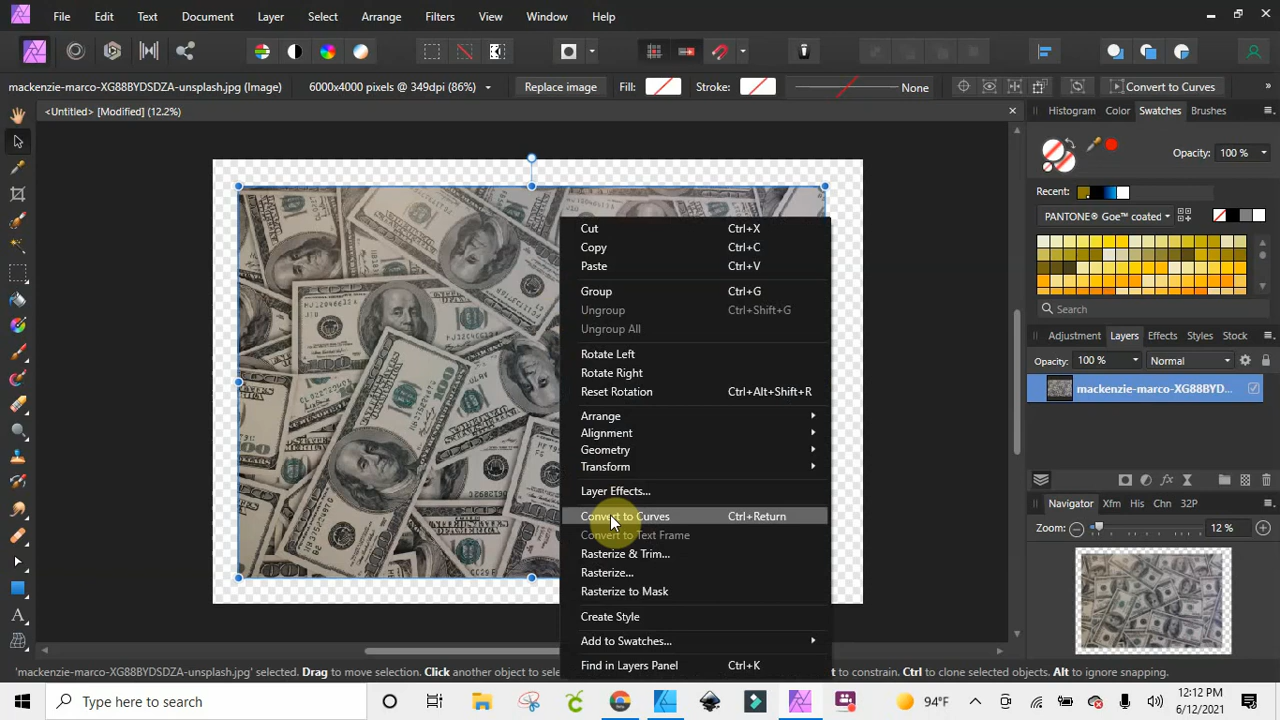 File Edit Text Document Layer Select Arrange Filters View Window Help
mackenzie-marco-XG88BYDSDZA-unsplash.jpg (Image) 6000x4000 pixels @ 349dpi (86%) Replace image Fill: Stroke: None Convert to Curves
<Untitled> [Modified] (12.2%)
Histogram Color Swatches Brushes
Opacity: 100 %
Recent:
PANTONE® Goe™ coated
Search
Adjustment Layers Effects Styles Stock
Opacity: 100 % Normal
mackenzie-marco-XG88BYD...
Navigator Xfm His Chn 32P
Zoom: 12 %
Cut Ctrl+X
Copy Ctrl+C
Paste Ctrl+V
Group Ctrl+G
Ungroup Ctrl+Shift+G
Ungroup All
Rotate Left
Rotate Right
Reset Rotation Ctrl+Alt+Shift+R
Arrange
Alignment
Geometry
Transform
Layer Effects...
Convert to Curves Ctrl+Return
Convert to Text Frame
Rasterize & Trim...
Rasterize...
Rasterize to Mask
Create Style
Add to Swatches...
Find in Layers Panel Ctrl+K
'mackenzie-marco-XG88BYDSDZA-unsplash.jpg' selected. Drag to move selection. Click another object to selec Ctrl to clone selected objects. Alt to ignore snapping.
Type here to search
94°F
12:12 PM
6/12/2021